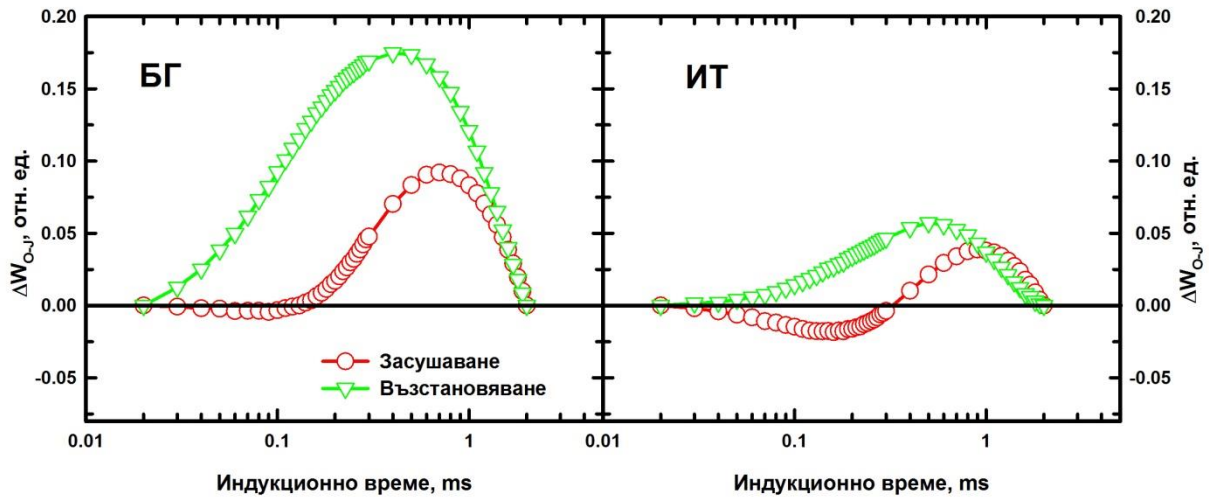 БГ
ИТ
0.20
0.15
0.10
0.05
0.00
-0.05
ΔW_O-J, отн. ед.
Засушаване
Възстановяване
0.01
0.1
1
0.01
0.1
1
Индукционно време, ms
Индукционно време, ms
0.20
0.15
0.10
0.05
0.00
-0.05
ΔW_O-J, отн. ед.